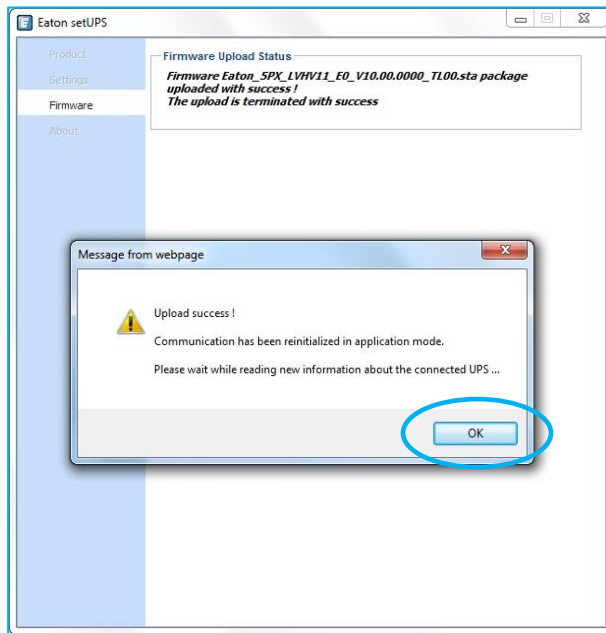 Eaton setUPS
Product
Settings
Firmware
About
Firmware Upload Status
Firmware Eaton_5PX_LVHV11_E0_V10.00.0000_TL00.sta package
uploaded with success !
The upload is terminated with success
Message from webpage
Upload success !
Communication has been reinitialized in application mode.
Please wait while reading new information about the connected UPS ...
OK